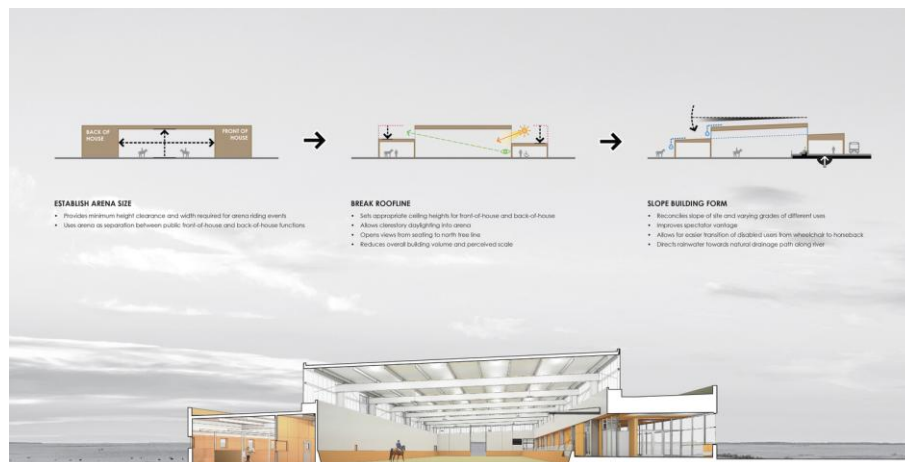 BACK OF
HOUSE
FRONT OF
HOUSE
ESTABLISH ARENA SIZE
• Provides minimum height clearance and width required for arena riding events
• Uses arena as separation between public front-of-house and back-of-house functions
BREAK ROOFLINE
• Sets appropriate ceiling heights for front-of-house and back-of-house
• Allows clerestory daylighting into arena
• Opens views from seating to north tree line
• Reduces overall building volume and perceived scale
SLOPE BUILDING FORM
• Reconciles slope of site and varying grades of different uses
• Improves spectator vantage
• Allows for easier transition of disabled uses from wheelchair to horseback
• Directs rainwater towards natural drainage path along river